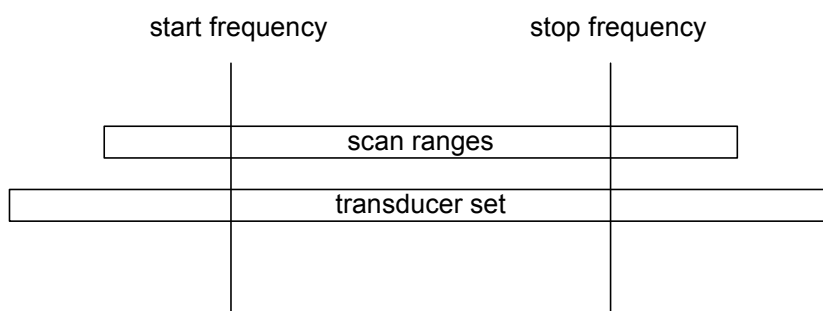 start frequency
stop frequency
scan ranges
transducer set